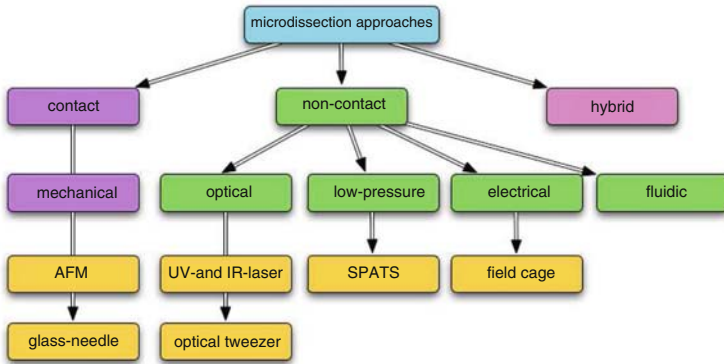 microdissection approaches
contact
non-contact
hybrid
mechanical
optical
low-pressure
electrical
fluidic
AFM
UV-and IR-laser
SPATS
field cage
glass-needle
optical tweezer